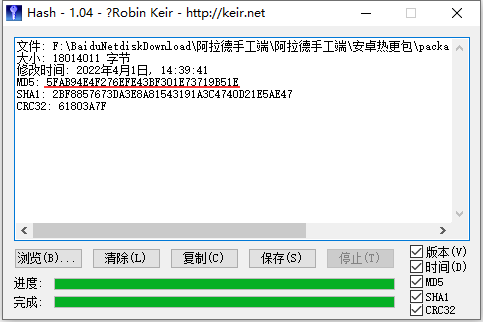 Hash - 1.04 - ?Robin Keir - http://keir.net
文件: F:\BaiduNetdiskDownload\阿拉德手工端\阿拉德手工端\安卓热更包\packa
大小: 18014011 字节
修改时间: 2022年4月1日, 14:39:41
MD5: 5FAB94E4F276EFE43BF301E73719B51E
SHA1: 2BF8857673DA3E8A81543191A3C4740D21E5AE47
CRC32: 61803A7F
浏览(B)... 清除(L) 复制(C) 保存(S) 停止(T)
版本(V)
时间(D)
进度:
MD5
完成:
SHA1
CRC32